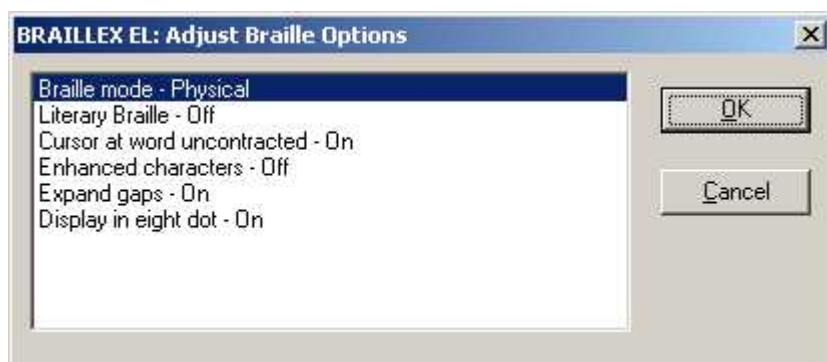 BRAILLEX EL: Adjust Braille Options
Braille mode - Physical
Literary Braille - Off
Cursor at word uncontracted - On
Enhanced characters - Off
Expand gaps - On
Display in eight dot - On
OK
Cancel